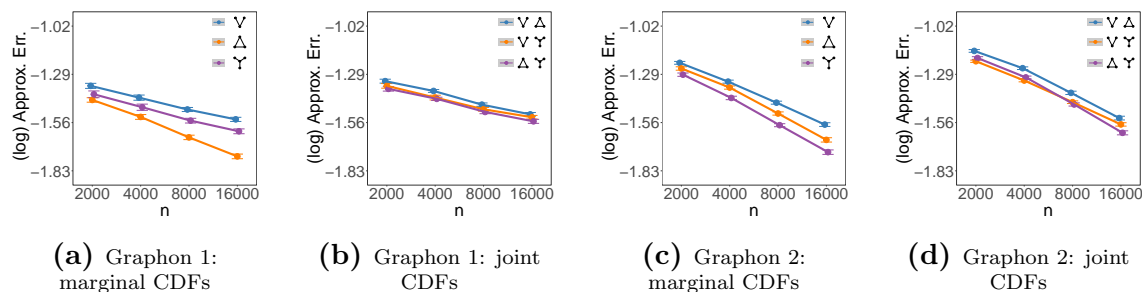 −1.02
−1.29
−1.56
−1.83
(log) Approx. Err.
2000 4000 8000 16000
n
(a) Graphon 1:
marginal CDFs
−1.02
−1.29
−1.56
−1.83
(log) Approx. Err.
2000 4000 8000 16000
n
(b) Graphon 1: joint
CDFs
−1.02
−1.29
−1.56
−1.83
(log) Approx. Err.
2000 4000 8000 16000
n
(c) Graphon 2:
marginal CDFs
−1.02
−1.29
−1.56
−1.83
(log) Approx. Err.
2000 4000 8000 16000
n
(d) Graphon 2: joint
CDFs